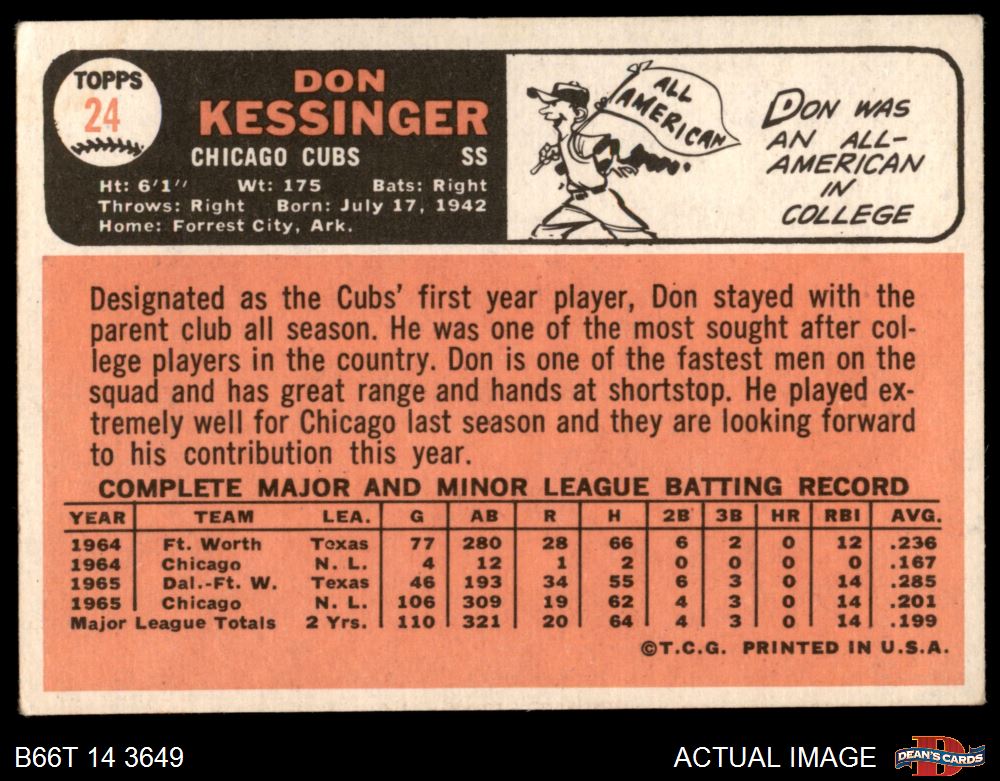 TOPPS
24
DON
KESSINGER
CHICAGO CUBS SS
Ht: 6'1" Wt: 175 Bats: Right
Throws: Right Born: July 17, 1942
Home: Forrest City, Ark.
ALL
AMERICAN
DON WAS
AN ALL-
AMERICAN
IN
COLLEGE
Designated as the Cubs' first year player, Don stayed with the
parent club all season. He was one of the most sought after col-
lege players in the country. Don is one of the fastest men on the
squad and has great range and hands at shortstop. He played ex-
tremely well for Chicago last season and they are looking forward
to his contribution this year.
COMPLETE MAJOR AND MINOR LEAGUE BATTING RECORD
YEAR TEAM LEA. G AB R H 2B 3B HR RBI AVG.
1964 Ft. Worth Texas 77 280 28 66 6 2 0 12 .236
1964 Chicago N. L. 4 12 1 2 0 0 0 0 .167
1965 Dal.-Ft. W. Texas 46 193 34 55 6 3 0 14 .285
1965 Chicago N. L. 106 309 19 62 4 3 0 14 .201
Major League Totals 2 Yrs. 110 321 20 64 4 3 0 14 .199
©T.C.G. PRINTED IN U.S.A.
B66T 14 3649
ACTUAL IMAGE
D
DEAN'S CARDS